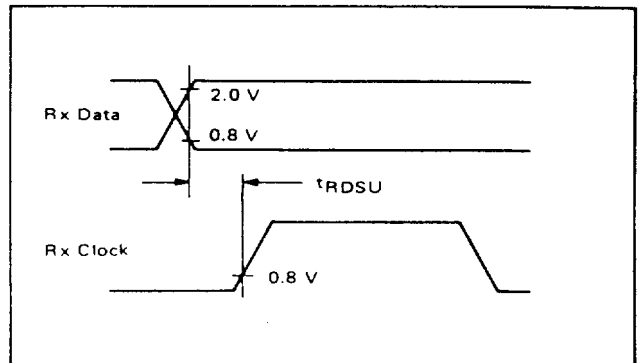 2.0 V
Rx Data
0.8 V
tRDSU
Rx Clock
0.8 V